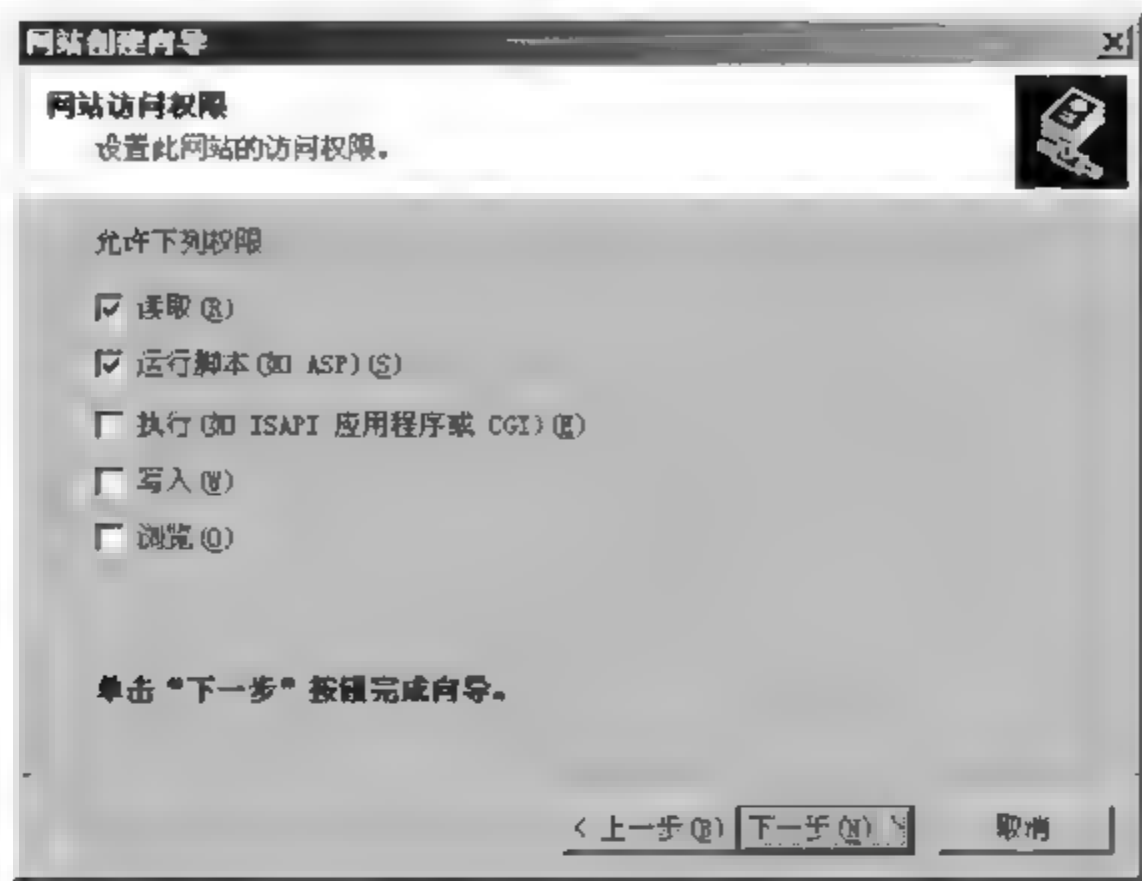 网站创建向导
网站访问权限
设置此网站的访问权限。
允许下列权限
读取(R)
运行脚本(如 ASP)(S)
执行(如 ISAPI 应用程序或 CGI)(E)
写入(W)
浏览(O)
单击“下一步”按钮完成向导。
< 上一步(B) 下一步(N) > 取消